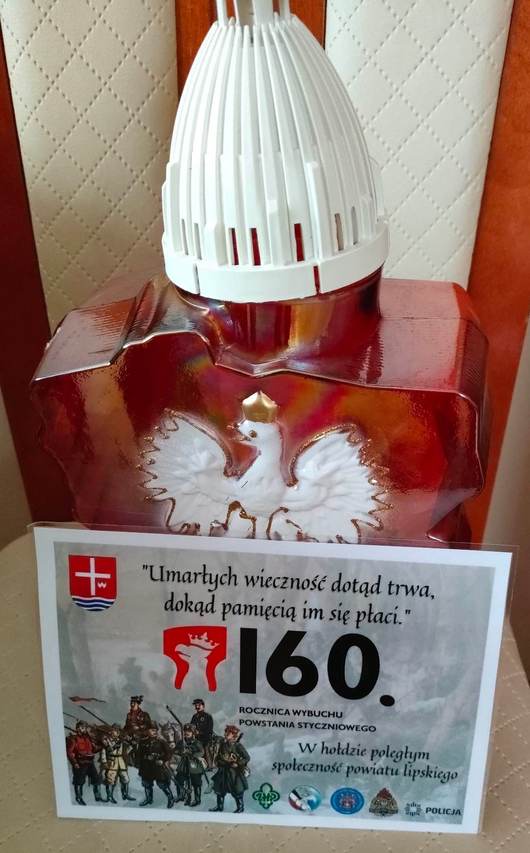 "Umarłych wieczność dotąd trwa,
dokąd pamięcią im się płaci."
160.
ROCZNICA WYBUCHU
POWSTANIA STYCZNIOWEGO
W hołdzie poległym
społeczność powiatu lipskiego
POLICJA